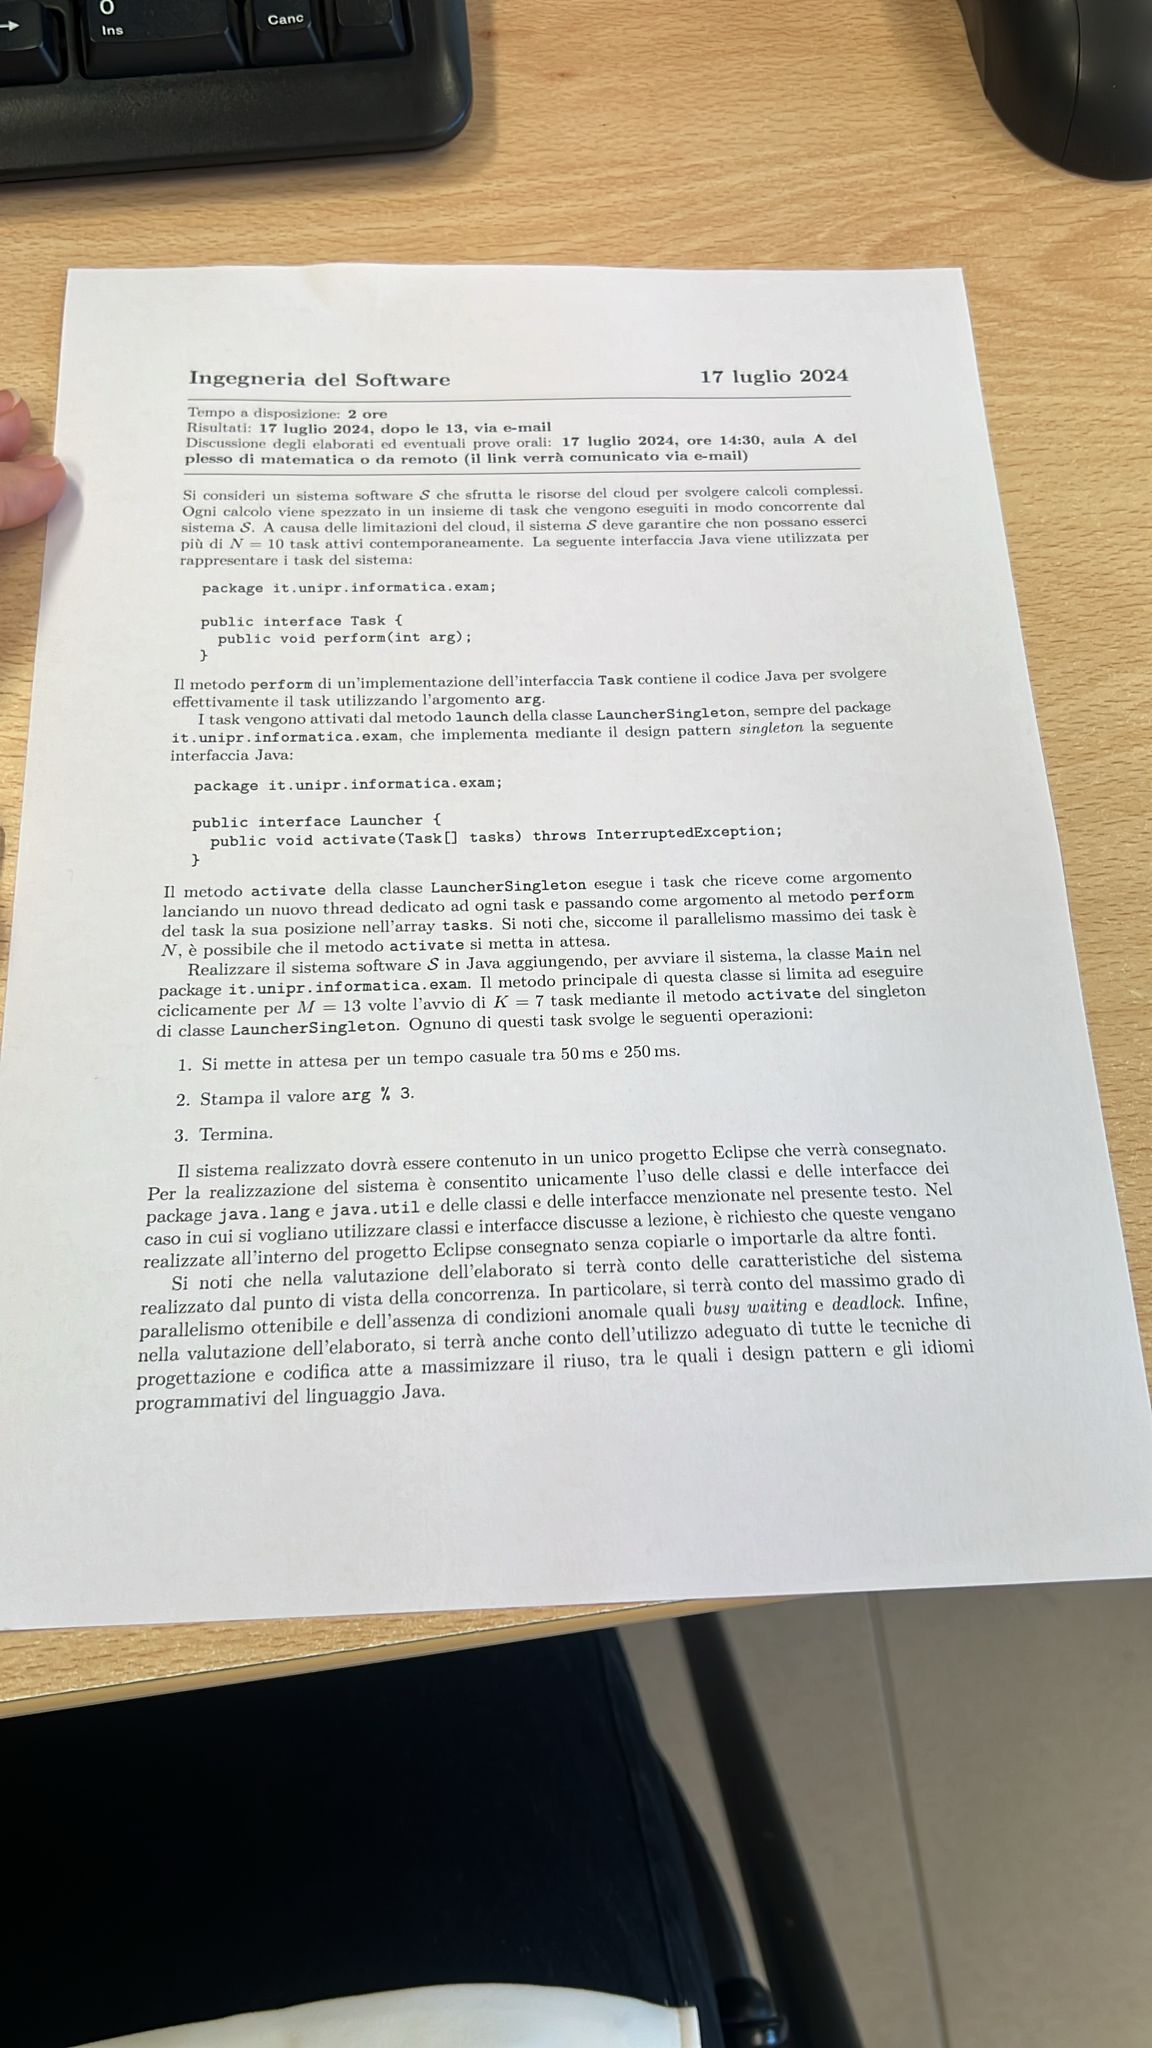 0
Ins
Canc
→
Ingegneria del Software 17 luglio 2024
Tempo a disposizione: 2 ore
Risultati: 17 luglio 2024, dopo le 13, via e-mail
Discussione degli elaborati ed eventuali prove orali: 17 luglio 2024, ore 14:30, aula A del
plesso di matematica o da remoto (il link verrà comunicato via e-mail)
Si consideri un sistema software S che sfrutta le risorse del cloud per svolgere calcoli complessi.
Ogni calcolo viene spezzato in un insieme di task che vengono eseguiti in modo concorrente dal
sistema S. A causa delle limitazioni del cloud, il sistema S deve garantire che non possano esserci
più di N = 10 task attivi contemporaneamente. La seguente interfaccia Java viene utilizzata per
rappresentare i task del sistema:
package it.unipr.informatica.exam;
public interface Task {
public void perform(int arg);
}
Il metodo perform di un'implementazione dell'interfaccia Task contiene il codice Java per svolgere
effettivamente il task utilizzando l'argomento arg.
I task vengono attivati dal metodo launch della classe LauncherSingleton, sempre del package
it.unipr.informatica.exam, che implementa mediante il design pattern singleton la seguente
interfaccia Java:
package it.unipr.informatica.exam;
public interface Launcher {
public void activate(Task[] tasks) throws InterruptedException;
}
Il metodo activate della classe LauncherSingleton esegue i task che riceve come argomento
lanciando un nuovo thread dedicato ad ogni task e passando come argomento al metodo perform
del task la sua posizione nell'array tasks. Si noti che, siccome il parallelismo massimo dei task è
N, è possibile che il metodo activate si metta in attesa.
Realizzare il sistema software S in Java aggiungendo, per avviare il sistema, la classe Main nel
package it.unipr.informatica.exam. Il metodo principale di questa classe si limita ad eseguire
ciclicamente per M = 13 volte l'avvio di K = 7 task mediante il metodo activate del singleton
di classe LauncherSingleton. Ognuno di questi task svolge le seguenti operazioni:
1. Si mette in attesa per un tempo casuale tra 50 ms e 250 ms.
2. Stampa il valore arg % 3.
3. Termina.
Il sistema realizzato dovrà essere contenuto in un unico progetto Eclipse che verrà consegnato.
Per la realizzazione del sistema è consentito unicamente l'uso delle classi e delle interfacce dei
package java.lang e java.util e delle classi e delle interfacce menzionate nel presente testo. Nel
caso in cui si vogliano utilizzare classi e interfacce discusse a lezione, è richiesto che queste vengano
realizzate all'interno del progetto Eclipse consegnato senza copiarle o importarle da altre fonti.
Si noti che nella valutazione dell'elaborato si terrà conto delle caratteristiche del sistema
realizzato dal punto di vista della concorrenza. In particolare, si terrà conto del massimo grado di
parallelismo ottenibile e dell'assenza di condizioni anomale quali busy waiting e deadlock. Infine,
nella valutazione dell'elaborato, si terrà anche conto dell'utilizzo adeguato di tutte le tecniche di
progettazione e codifica atte a massimizzare il riuso, tra le quali i design pattern e gli idiomi
programmativi del linguaggio Java.